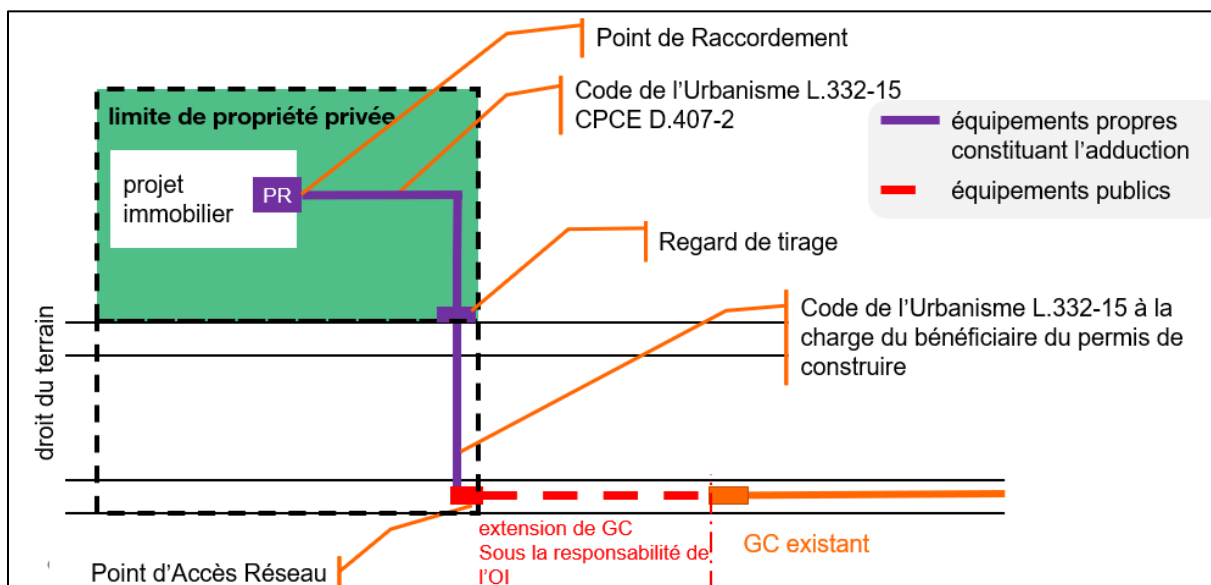 Point de Raccordement
Code de l'Urbanisme L.332-15
CPCE D.407-2
limite de propriété privée
équipements propres
constituant l'adduction
projet
immobilier
PR
équipements publics
Regard de tirage
Code de l'Urbanisme L.332-15 à la
charge du bénéficiaire du permis de
construire
droit du terrain
extension de GC
Sous la responsabilité de
l'OI
GC existant
Point d'Accès Réseau